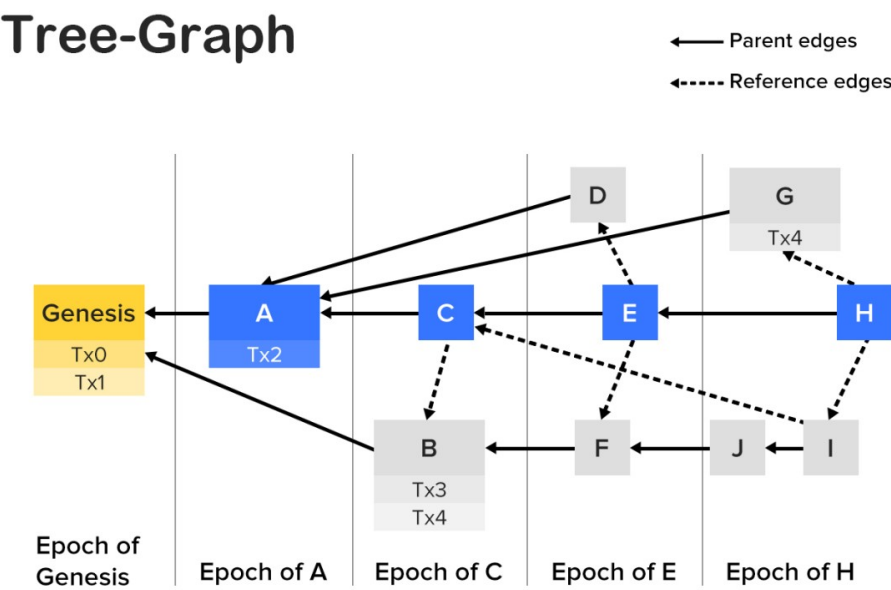 Tree-Graph
Parent edges
Reference edges
D
G
Tx4
Genesis
Tx0
Tx1
A
Tx2
C
E
H
B
Tx3
Tx4
F
J
I
Epoch of
Genesis
Epoch of A
Epoch of C
Epoch of E
Epoch of H